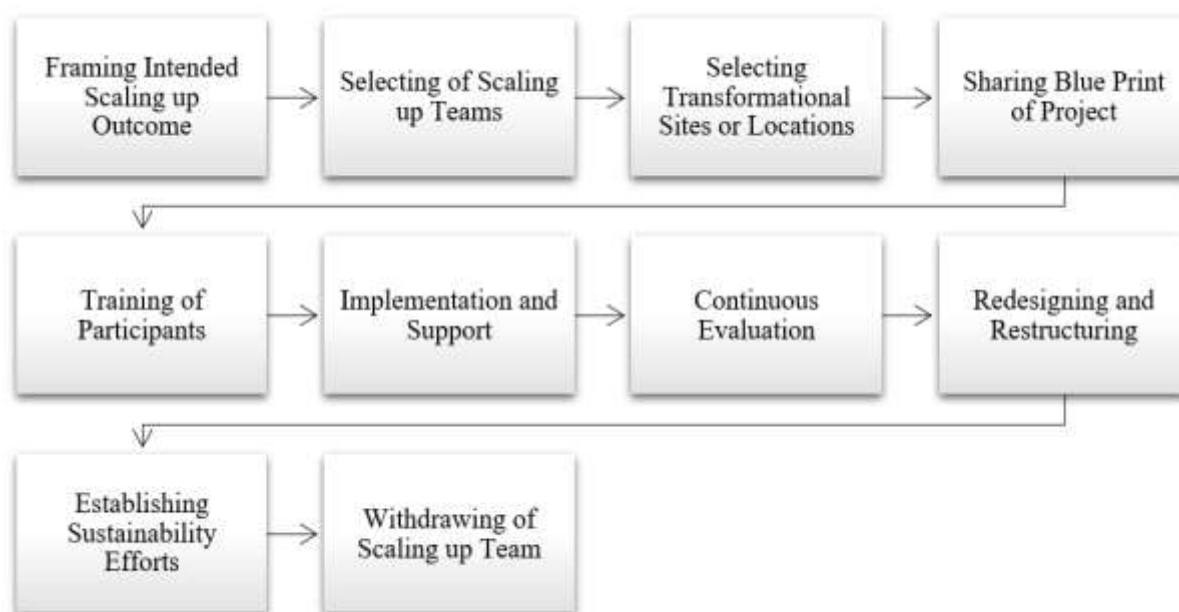 Framing Intended
Scaling up
Outcome
Selecting of Scaling
up Teams
Selecting
Transformational
Sites or Locations
Sharing Blue Print
of Project
Training of
Participants
Implementation and
Support
Continuous
Evaluation
Redesigning and
Restructuring
Establishing
Sustainability
Efforts
Withdrawing of
Scaling up Team